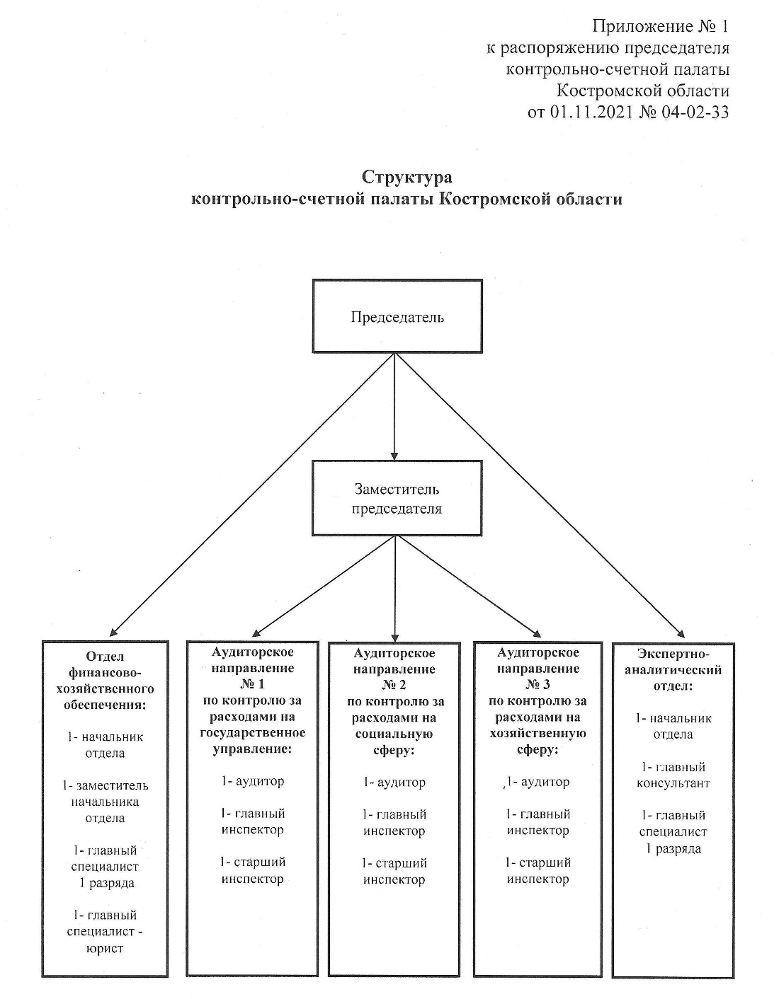 Приложение № 1
к распоряжению председателя
контрольно-счетной палаты
Костромской области
от 01.11.2021 № 04-02-33
Структура
контрольно-счетной палаты Костромской области
Председатель
Заместитель
председателя
Отдел
финансово-
хозяйственного
обеспечения:
1- начальник
отдела
1- заместитель
начальника
отдела
1- главный
специалист
1 разряда
1- главный
специалист -
юрист
Аудиторское
направление
№ 1
по контролю за
расходами на
государственное
управление:
1- аудитор
1- главный
инспектор
1- старший
инспектор
Аудиторское
направление
№ 2
по контролю за
расходами на
социальную
сферу:
1- аудитор
1- главный
инспектор
1- старший
инспектор
Аудиторское
направление
№ 3
по контролю за
расходами на
хозяйственную
сферу:
1- аудитор
1- главный
инспектор
1- старший
инспектор
Экспертно-
аналитический
отдел:
1- начальник
отдела
1- главный
консультант
1- главный
специалист
1 разряда